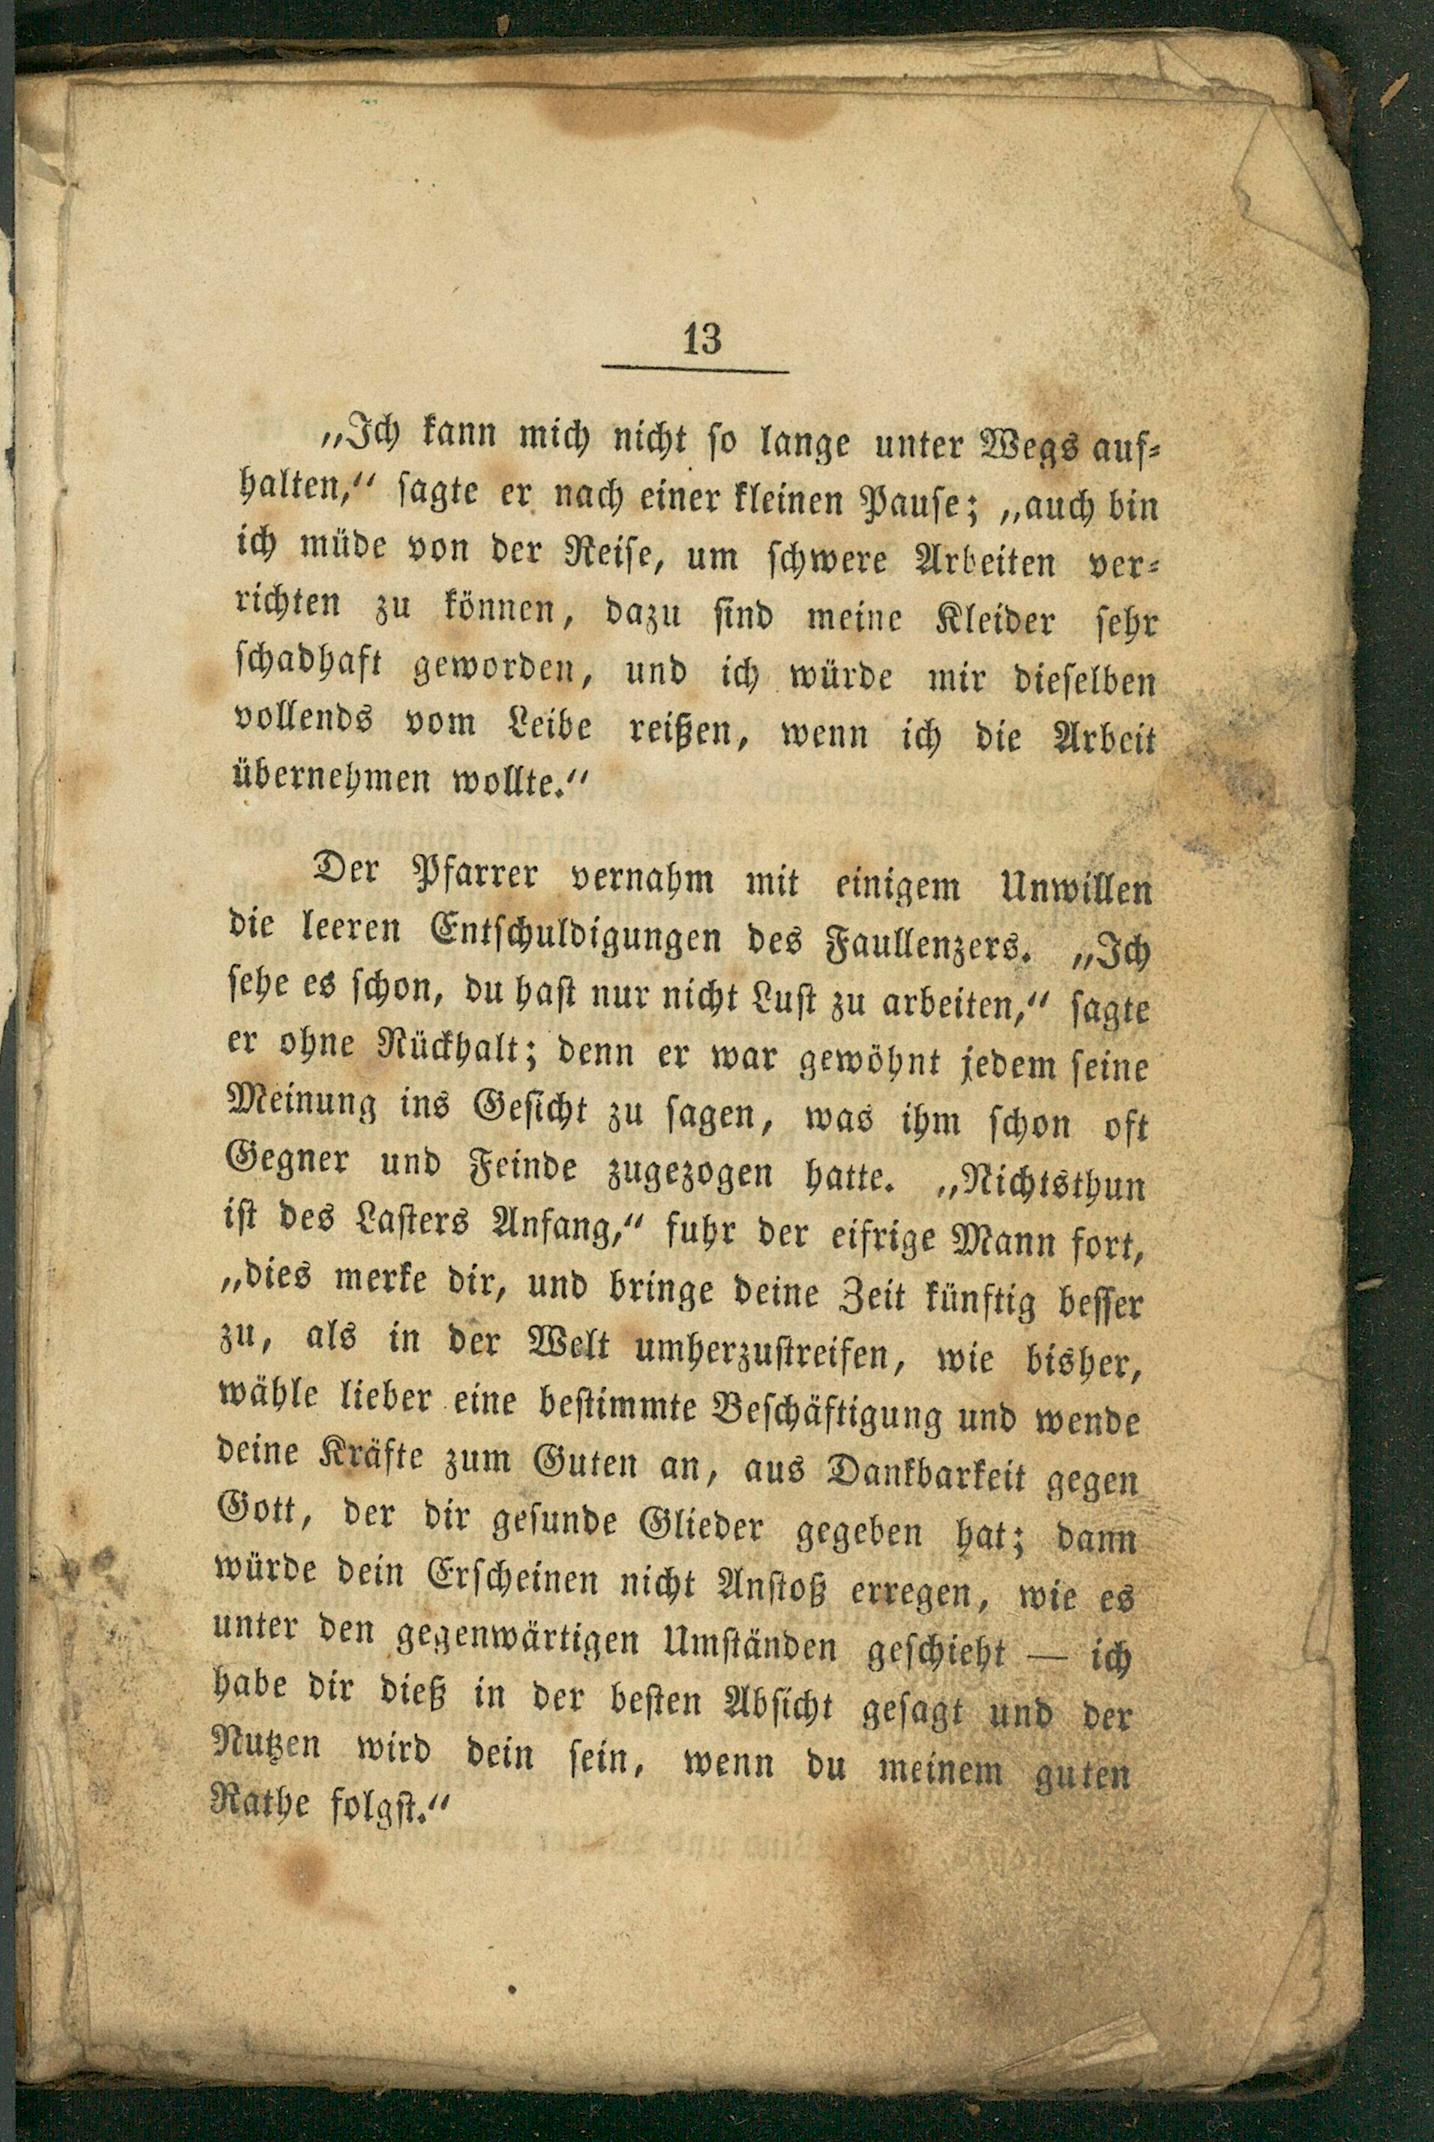 13
„Ich kann mich nicht so lange unter Wegs auf-
halten,“ sagte er nach einer kleinen Pause; „auch bin
ich müde von der Reise, um schwere Arbeiten ver-
richten zu können, dazu sind meine Kleider sehr
schadhaft geworden, und ich würde mir dieselben
vollends vom Leibe reißen, wenn ich die Arbeit
übernehmen wollte.“
Der Pfarrer vernahm mit einigem Unwillen
die leeren Entschuldigungen des Faullenzers. „Ich
sehe es schon, du hast nur nicht Lust zu arbeiten,“ sagte
er ohne Rückhalt; denn er war gewöhnt jedem seine
Meinung ins Gesicht zu sagen, was ihm schon oft
Gegner und Feinde zugezogen hatte. „Nichtsthun
ist des Lasters Anfang,“ fuhr der eifrige Mann fort,
„dies merke dir, und bringe deine Zeit künftig besser
zu, als in der Welt umherzustreifen, wie bisher,
wähle lieber eine bestimmte Beschäftigung und wende
deine Kräfte zum Guten an, aus Dankbarkeit gegen
Gott, der dir gesunde Glieder gegeben hat; dann
würde dein Erscheinen nicht Anstoß erregen, wie es
unter den gegenwärtigen Umständen geschieht — ich
habe dir dieß in der besten Absicht gesagt und der
Nutzen wird dein sein, wenn du meinem guten
Rathe folgst.“